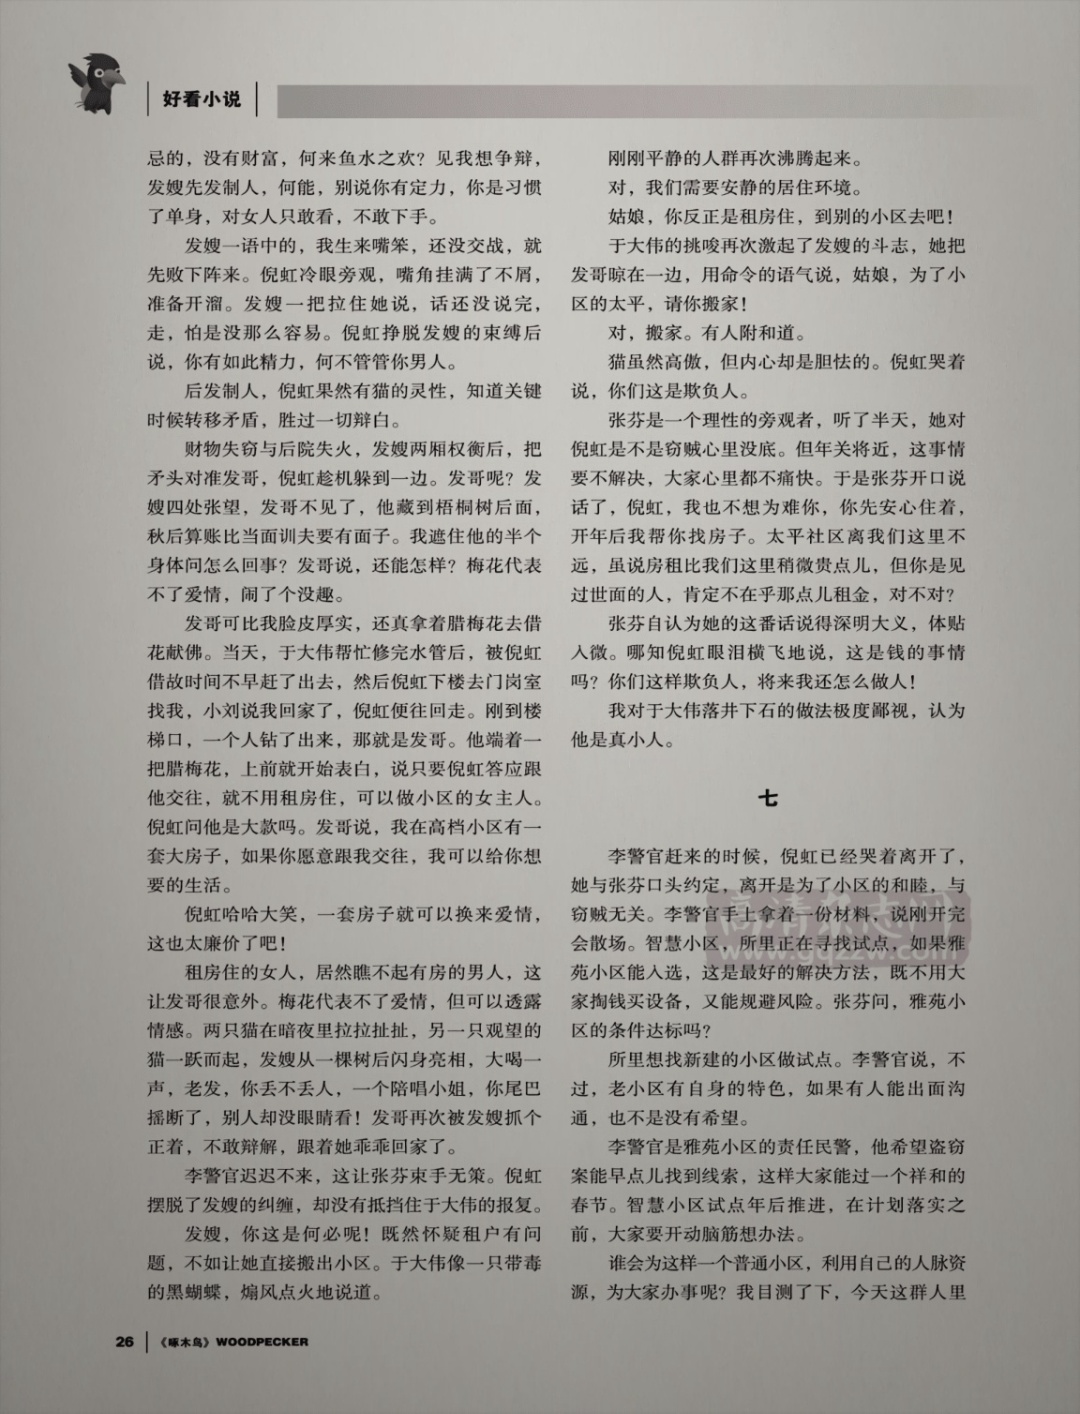 好看小说
忌的，没有财富，何来鱼水之欢？见我想争辩，
发嫂先发制人，何能，别说你有定力，你是习惯
了单身，对女人只敢看，不敢下手。
发嫂一语中的，我生来嘴笨，还没交战，就
先败下阵来。倪虹冷眼旁观，嘴角挂满了不屑，
准备开溜。发嫂一把拉住她说，话还没说完，
走，怕是没那么容易。倪虹挣脱发嫂的束缚后
说，你有如此精力，何不管管你男人。
后发制人，倪虹果然有猫的灵性，知道关键
时候转移矛盾，胜过一切辩白。
财物失窃与后院失火，发嫂两厢权衡后，把
矛头对准发哥，倪虹趁机躲到一边。发哥呢？发
嫂四处张望，发哥不见了，他藏到梧桐树后面，
秋后算账比当面训夫要有面子。我遮住他的半个
身体问怎么回事？发哥说，还能怎样？梅花代表
不了爱情，闹了个没趣。
发哥可比我脸皮厚实，还真拿着腊梅花去借
花献佛。当天，于大伟帮忙修完水管后，被倪虹
借故时间不早赶了出去，然后倪虹下楼去门岗室
找我，小刘说我回家了，倪虹便往回走。刚到楼
梯口，一个人钻了出来，那就是发哥。他端着一
把腊梅花，上前就开始表白，说只要倪虹答应跟
他交往，就不用租房住，可以做小区的女主人。
倪虹问他是大款吗。发哥说，我在高档小区有一
套大房子，如果你愿意跟我交往，我可以给你想
要的生活。
倪虹哈哈大笑，一套房子就可以换来爱情，
这也太廉价了吧！
租房住的女人，居然瞧不起有房的男人，这
让发哥很意外。梅花代表不了爱情，但可以透露
情感。两只猫在暗夜里拉拉扯扯，另一只观望的
猫一跃而起，发嫂从一棵树后闪身亮相，大喝一
声，老发，你丢不丢人，一个陪唱小姐，你尾巴
摇断了，别人却没眼睛看！发哥再次被发嫂抓个
正着，不敢辩解，跟着她乖乖回家了。
李警官迟迟不来，这让张芬束手无策。倪虹
摆脱了发嫂的纠缠，却没有抵挡住于大伟的报复。
发嫂，你这是何必呢！既然怀疑租户有问
题，不如让她直接搬出小区。于大伟像一只带毒
的黑蝴蝶，煽风点火地说道。
刚刚平静的人群再次沸腾起来。
对，我们需要安静的居住环境。
姑娘，你反正是租房住，到别的小区去吧！
于大伟的挑唆再次激起了发嫂的斗志，她把
发哥晾在一边，用命令的语气说，姑娘，为了小
区的太平，请你搬家！
对，搬家。有人附和道。
猫虽然高傲，但内心却是胆怯的。倪虹哭着
说，你们这是欺负人。
张芬是一个理性的旁观者，听了半天，她对
倪虹是不是窃贼心里没底。但年关将近，这事情
要不解决，大家心里都不痛快。于是张芬开口说
话了，倪虹，我也不想为难你，你先安心住着，
开年后我帮你找房子。太平社区离我们这里不
远，虽说房租比我们这里稍微贵点儿，但你是见
过世面的人，肯定不在乎那点儿租金，对不对？
张芬自认为她的这番话说得深明大义，体贴
入微。哪知倪虹眼泪横飞地说，这是钱的事情
吗？你们这样欺负人，将来我还怎么做人！
我对于大伟落井下石的做法极度鄙视，认为
他是真小人。
七
李警官赶来的时候，倪虹已经哭着离开了，
她与张芬口头约定，离开是为了小区的和睦，与
窃贼无关。李警官手上拿着一份材料，说刚开完
会散场。智慧小区，所里正在寻找试点，如果雅
苑小区能入选，这是最好的解决方法，既不用大
家掏钱买设备，又能规避风险。张芬问，雅苑小
区的条件达标吗？
所里想找新建的小区做试点。李警官说，不
过，老小区有自身的特色，如果有人能出面沟
通，也不是没有希望。
李警官是雅苑小区的责任民警，他希望盗窃
案能早点儿找到线索，这样大家能过一个祥和的
春节。智慧小区试点年后推进，在计划落实之
前，大家要开动脑筋想办法。
谁会为这样一个普通小区，利用自己的人脉资
源，为大家办事呢？我目测了下，今天这群人里
高清杂志网
www.gqzzw.com
26 《啄木鸟》WOODPECKER